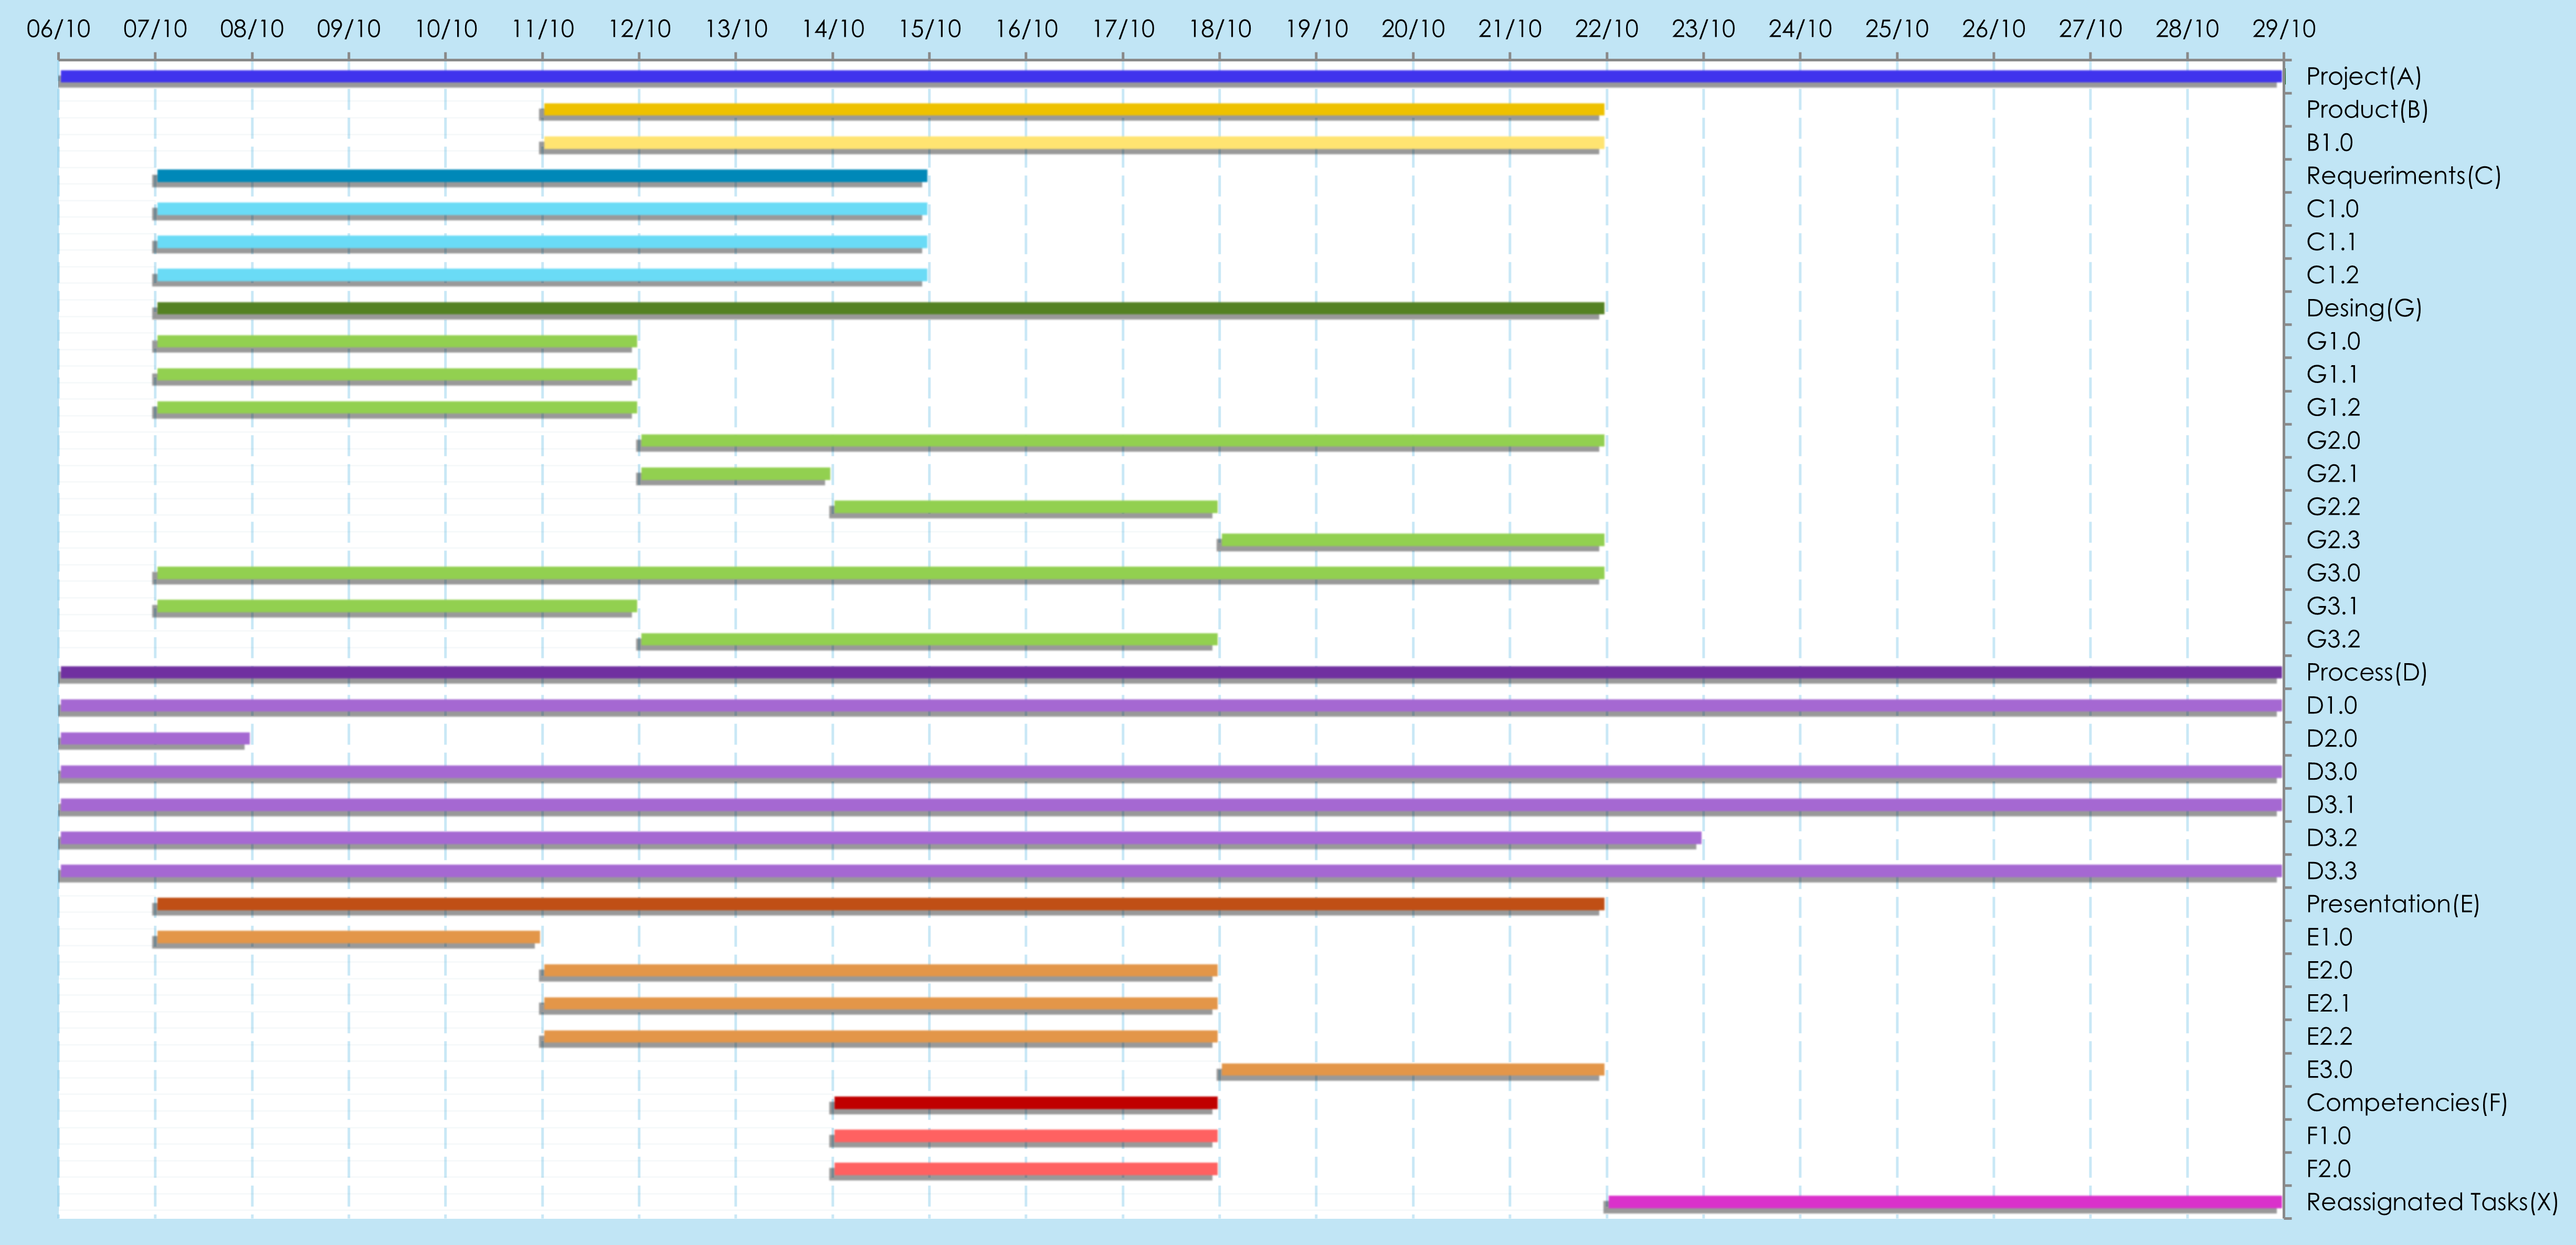 06/10 07/10 08/10 09/10 10/10 11/10 12/10 13/10 14/10 15/10 16/10 17/10 18/10 19/10 20/10 21/10 22/10 23/10 24/10 25/10 26/10 27/10 28/10 29/10
Project(A)
Product(B)
B1.0
Requeriments(C)
C1.0
C1.1
C1.2
Desing(G)
G1.0
G1.1
G1.2
G2.0
G2.1
G2.2
G2.3
G3.0
G3.1
G3.2
Process(D)
D1.0
D2.0
D3.0
D3.1
D3.2
D3.3
Presentation(E)
E1.0
E2.0
E2.1
E2.2
E3.0
Competencies(F)
F1.0
F2.0
Reassignated Tasks(X)